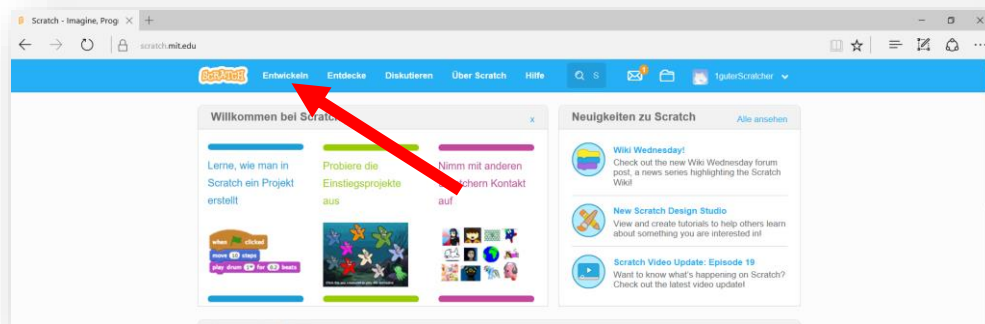 Scratch - Imagine, Prog
scratch.mit.edu
SCRATCH Entwickeln Entdecke Diskutieren Über Scratch Hilfe S 1guterScratcher
Willkommen bei x
Lerne, wie man in
Scratch ein Projekt
erstellt
Probiere die
Einstiegsprojekte
aus
Nimm mit anderen
Kontakt
auf
when clicked
move 10 steps
play drum for beats
Neuigkeiten zu Scratch Alle ansehen
Wiki Wednesday!
Check out the new Wiki Wednesday forum
post, a news series highlighting the Scratch
Wiki!
New Scratch Design Studio
View and create tutorials to help others learn
about something you are interested in!
Scratch Video Update: Episode 19
Want to know what's happening on Scratch?
Check out the latest video update!